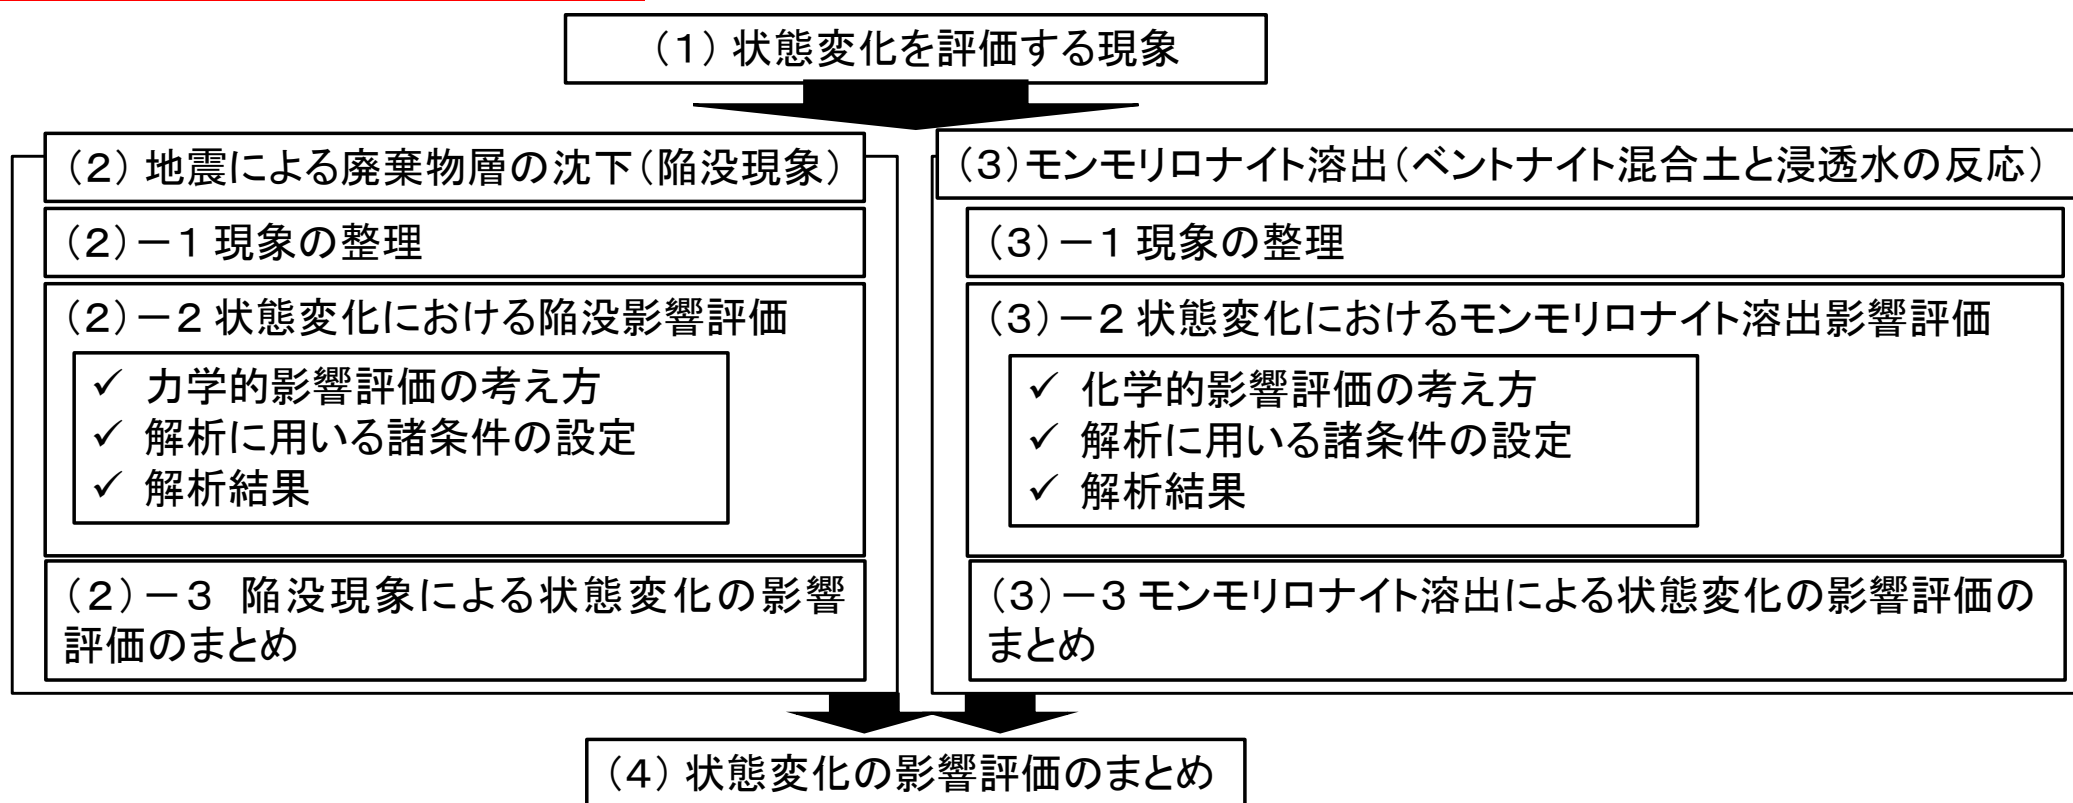 (1) 状態変化を評価する現象
(2) 地震による廃棄物層の沈下(陥没現象)
(2)-1 現象の整理
(2)-2 状態変化における陥没影響評価
✓ 力学的影響評価の考え方
✓ 解析に用いる諸条件の設定
✓ 解析結果
(2)-3 陥没現象による状態変化の影響
評価のまとめ
(3)モンモリロナイト溶出(ベントナイト混合土と浸透水の反応)
(3)-1 現象の整理
(3)-2 状態変化におけるモンモリロナイト溶出影響評価
✓ 化学的影響評価の考え方
✓ 解析に用いる諸条件の設定
✓ 解析結果
(3)-3 モンモリロナイト溶出による状態変化の影響評価の
まとめ
(4) 状態変化の影響評価のまとめ